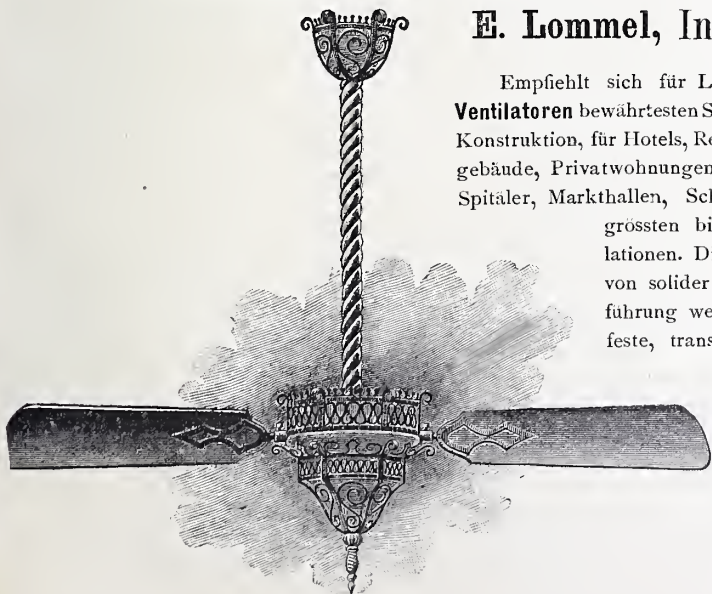 E. Lommel, In
Empfiehlt sich für L
Ventilatoren bewährtesten S
Konstruktion, für Hotels, Re
gebäude, Privatwohnungen
Spitäler, Markthallen, Sch
grössten bi
lationen. D
von solider
führung we
feste, trans